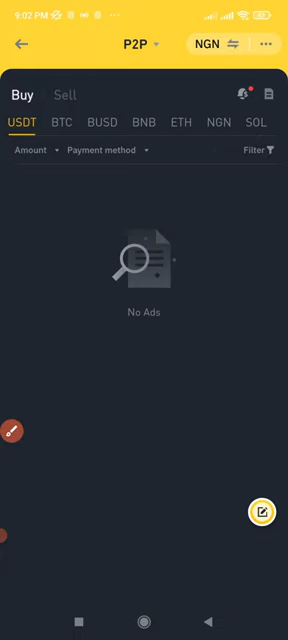 9:02 PM
P2P
NGN
Buy Sell
USDT BTC BUSD BNB ETH NGN SOL
Amount Payment method Filter
No Ads